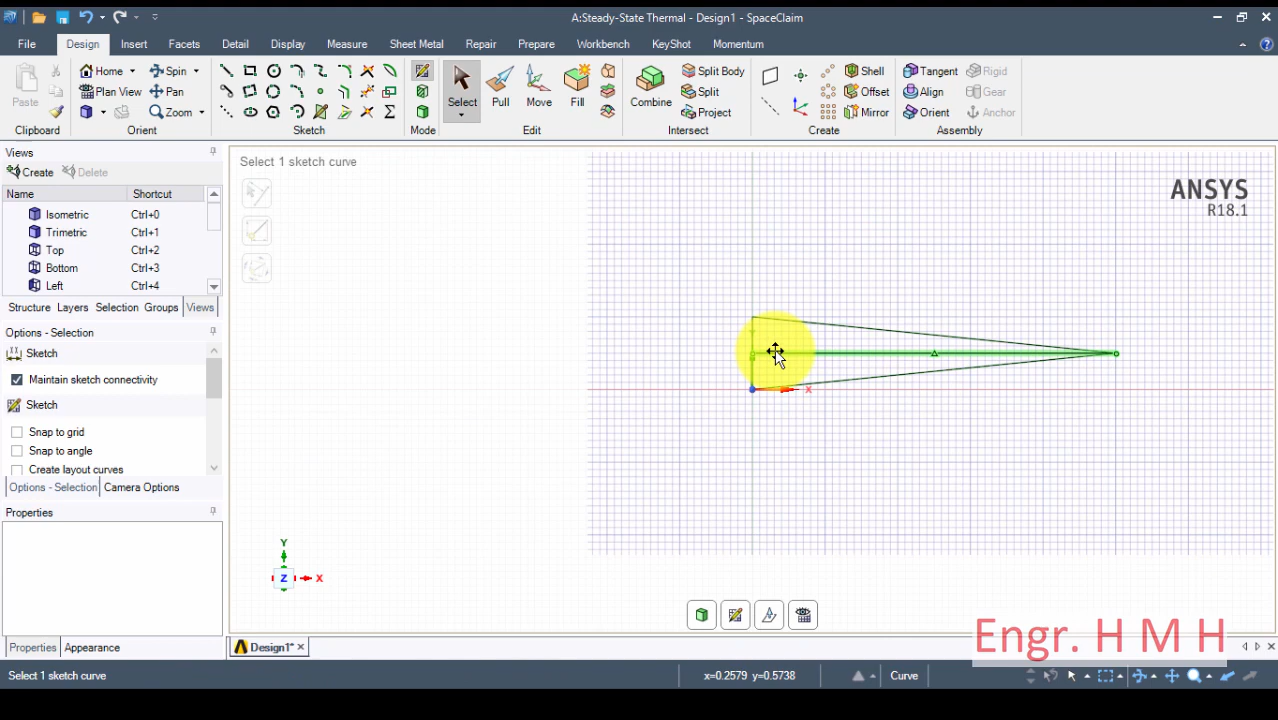 A:Steady-State Thermal - Design1 - SpaceClaim
File Design Insert Facets Detail Display Measure Sheet Metal Repair Prepare Workbench KeyShot Momentum
Home Spin Split Body Shell Tangent Rigid
Plan View Pan Split Offset Align Gear
Paste Zoom Select Pull Move Fill Combine Project Mirror Orient Anchor
Clipboard Orient Sketch Mode Edit Intersect Create Assembly
Views
Create Delete
Name Shortcut
Isometric Ctrl+0
Trimetric Ctrl+1
Top Ctrl+2
Bottom Ctrl+3
Left Ctrl+4
Structure Layers Selection Groups Views
Options - Selection
Sketch
Maintain sketch connectivity
Sketch
Snap to grid
Snap to angle
Create layout curves
Options - Selection Camera Options
Properties
Properties Appearance
Select 1 sketch curve
ANSYS
R18.1
X
Y
Z X
Design1*
Engr. H M H
Select 1 sketch curve x=0.2579 y=0.5738 Curve